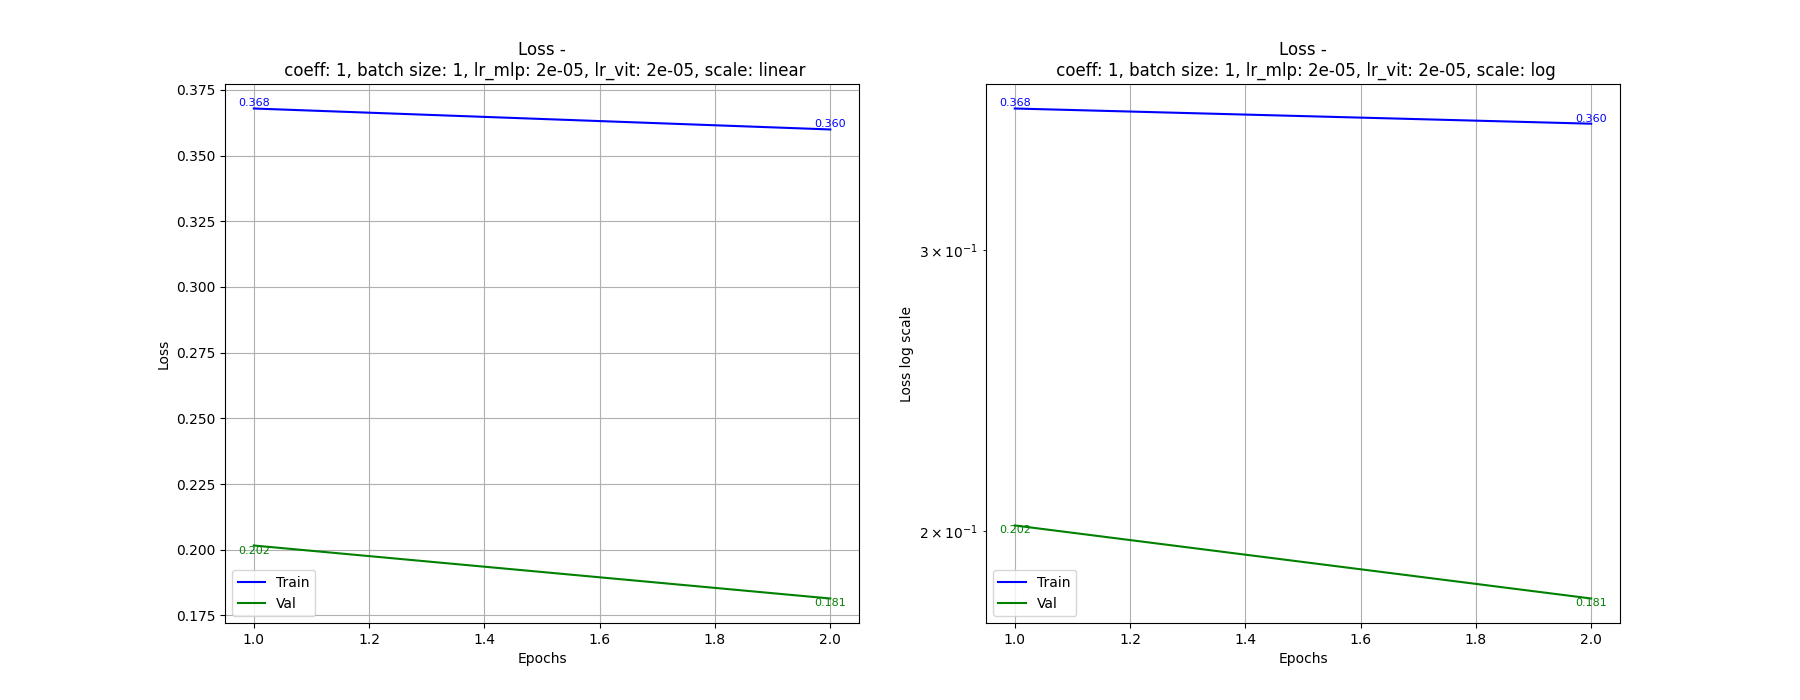 Loss -
coeff: 1, batch size: 1, lr_mlp: 2e-05, lr_vit: 2e-05, scale: linear
0.375
0.350
0.325
0.300
0.275
0.250
0.225
0.200
0.175
Loss
0.368
0.360
0.202
0.181
Train
Val
1.0 1.2 1.4 1.6 1.8 2.0
Epochs
Loss -
coeff: 1, batch size: 1, lr_mlp: 2e-05, lr_vit: 2e-05, scale: log
3 × 10⁻¹
2 × 10⁻¹
Loss log scale
0.368
0.360
0.202
0.181
Train
Val
1.0 1.2 1.4 1.6 1.8 2.0
Epochs